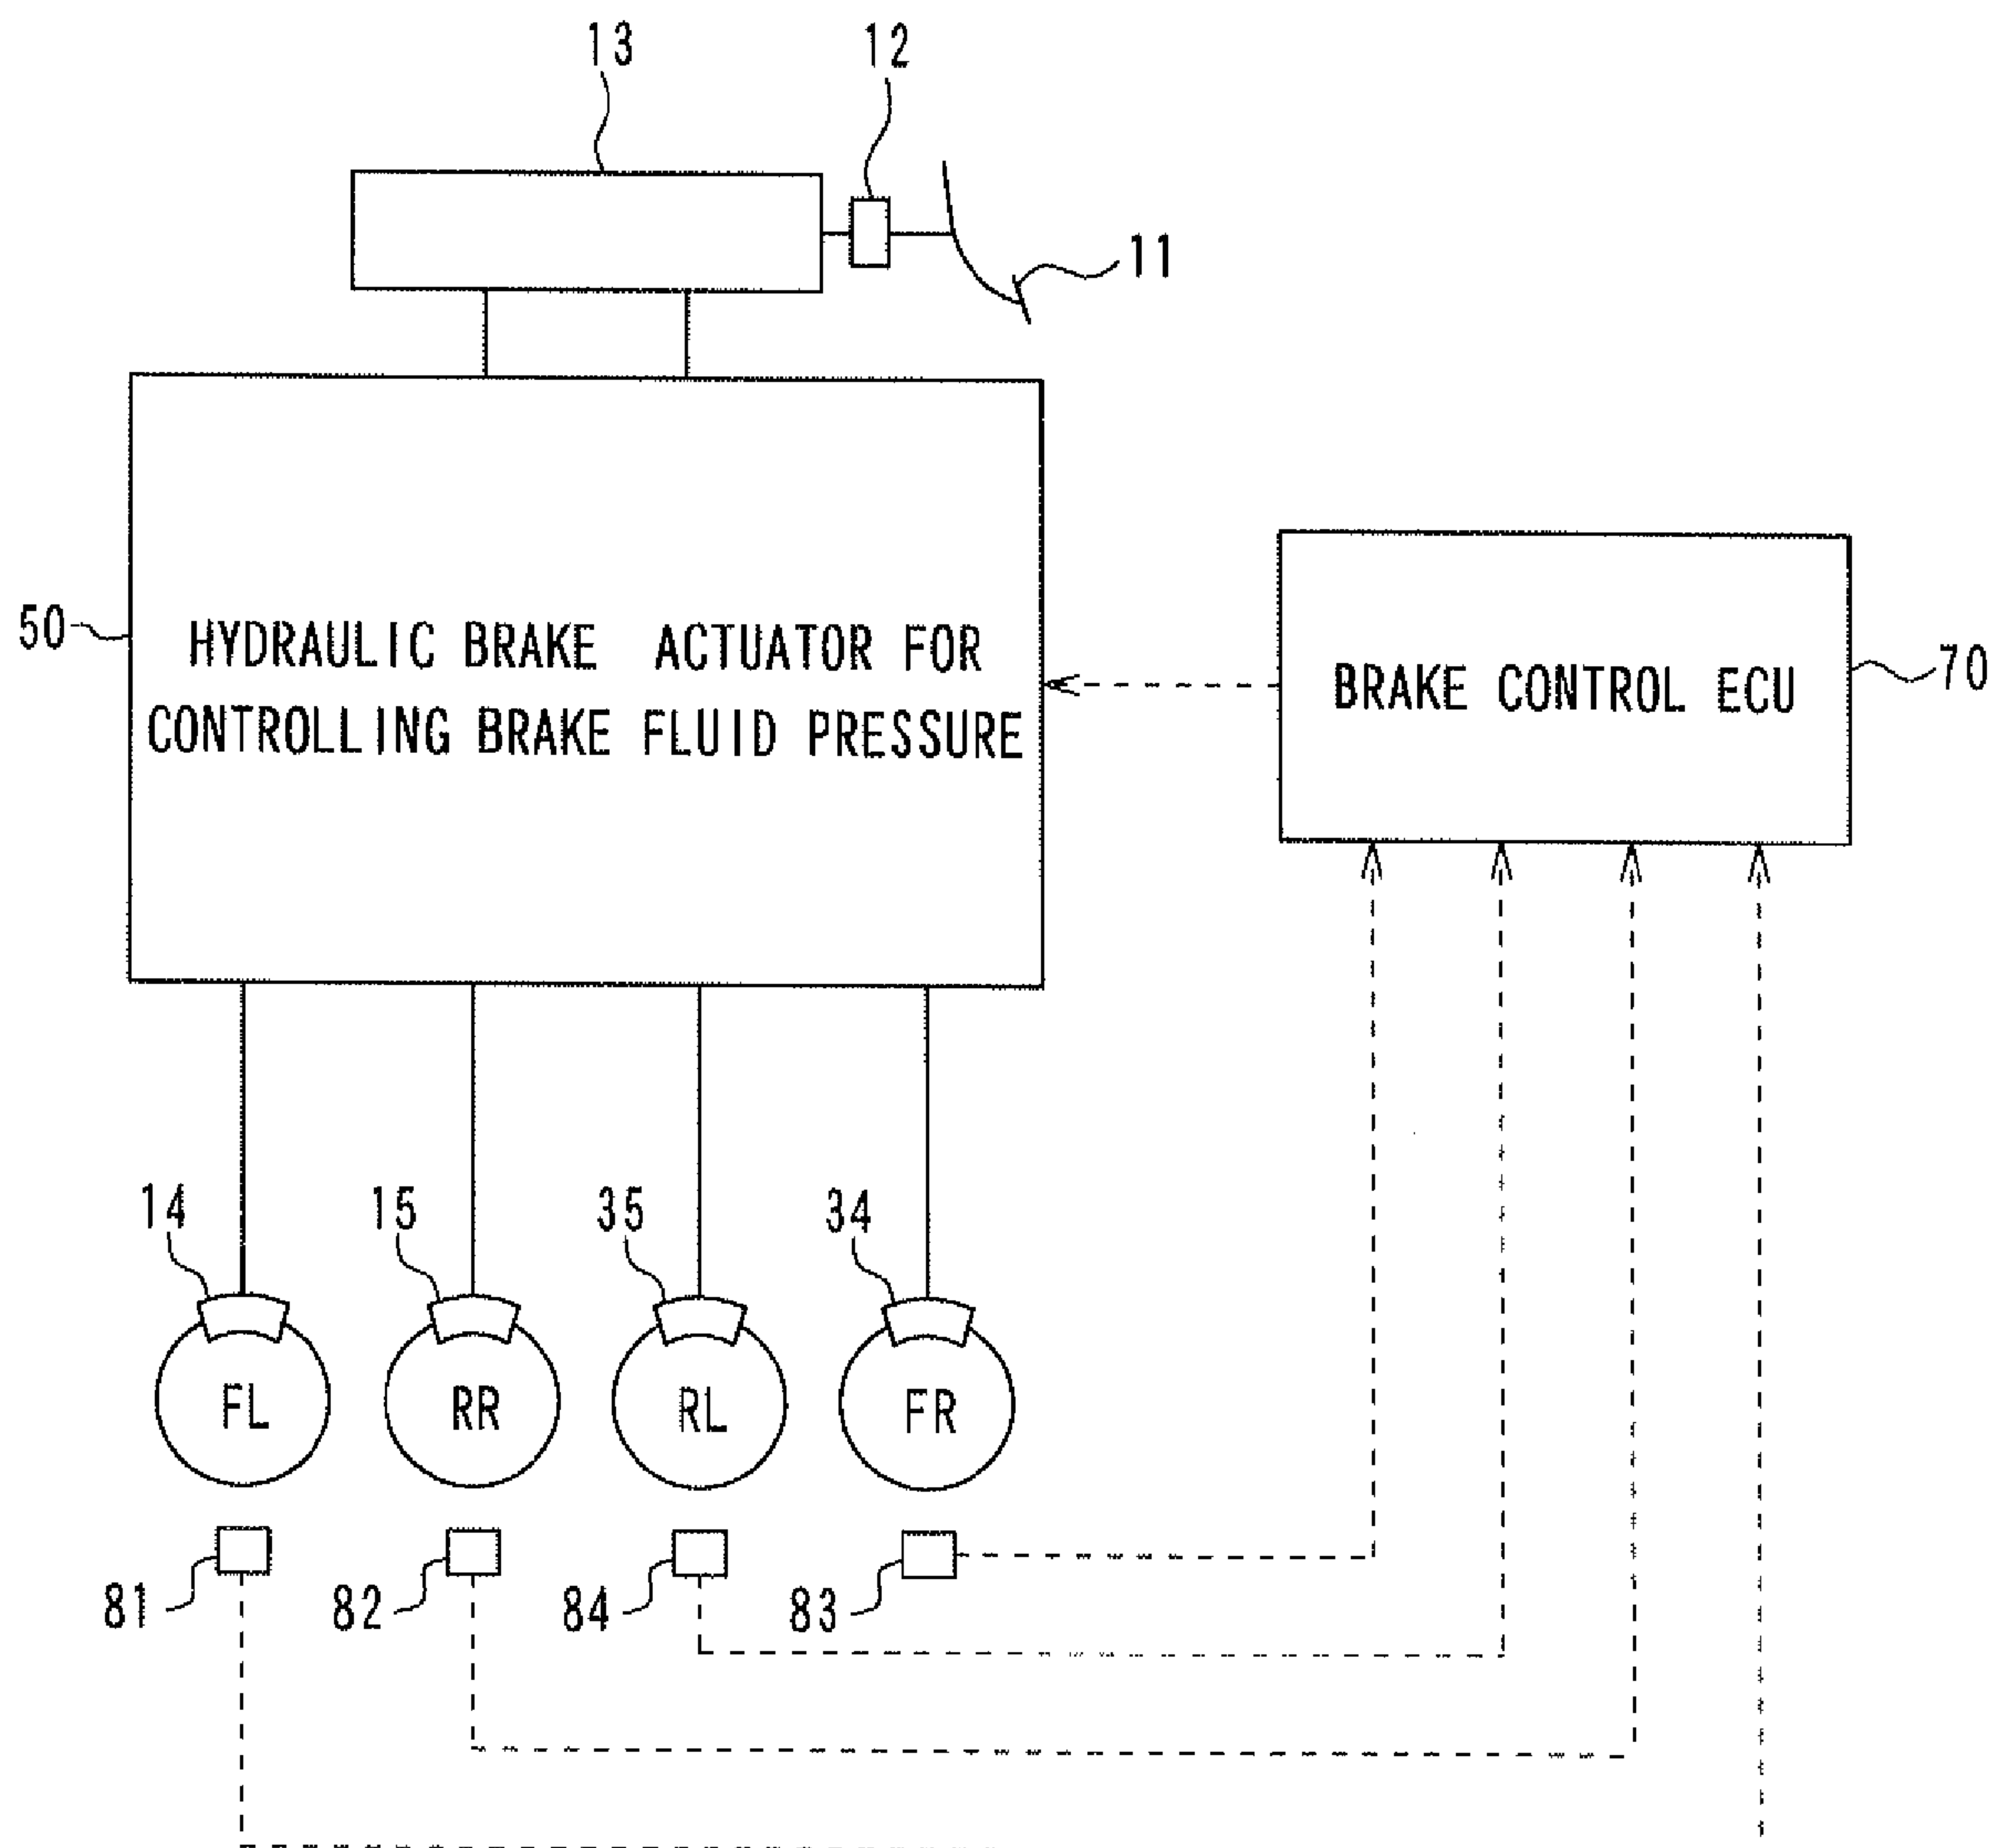 13
12
11
50
HYDRAULIC BRAKE ACTUATOR FOR
CONTROLLING BRAKE FLUID PRESSURE
BRAKE CONTROL ECU
70
14
15
35
34
FL
RR
RL
FR
81
82
84
83